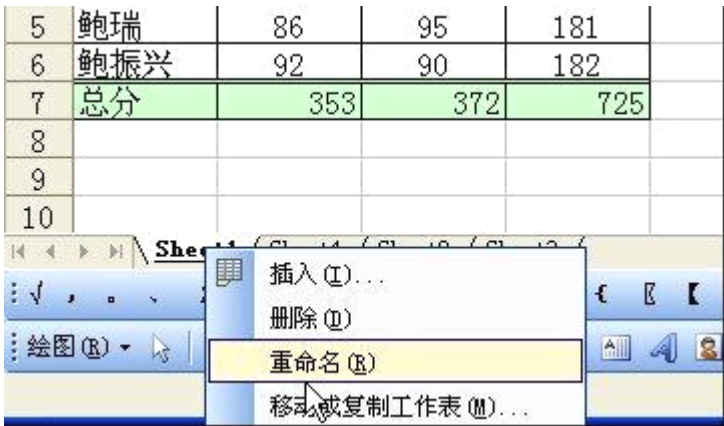 5 鲍瑞 86 95 181
6 鲍振兴 92 90 182
7 总分 353 372 725
8
9
10
插入(I)...
√ , 。 、 { 〖 【
删除(D)
绘图(R)
重命名(R)
移动或复制工作表(M)...